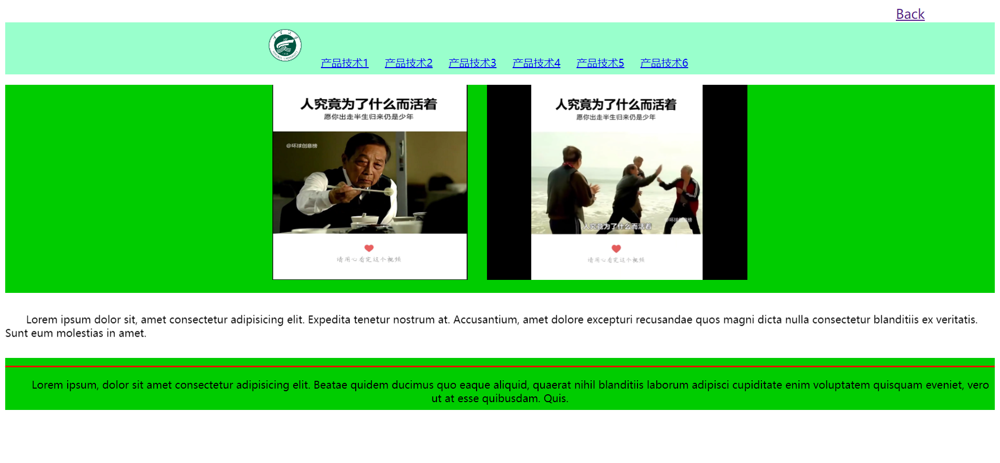 Back
宁夏大学
NINGXIA UNIVERSITY
1958
产品技术1 产品技术2 产品技术3 产品技术4 产品技术5 产品技术6
人究竟为了什么而活着
愿你出走半生归来仍是少年
@环球创意榜
请用心看完这个视频
人究竟为了什么而活着
愿你出走半生归来仍是少年
@环球创意榜
人究竟为了什么而活着
请用心看完这个视频
Lorem ipsum dolor sit, amet consectetur adipisicing elit. Expedita tenetur nostrum at. Accusantium, amet dolore excepturi recusandae quos magni dicta nulla consectetur blanditiis ex veritatis.
Sunt eum molestias in amet.
Lorem ipsum, dolor sit amet consectetur adipisicing elit. Beatae quidem ducimus quo eaque aliquid, quaerat nihil blanditiis laborum adipisci cupiditate enim voluptatem quisquam eveniet, vero
ut at esse quibusdam. Quis.